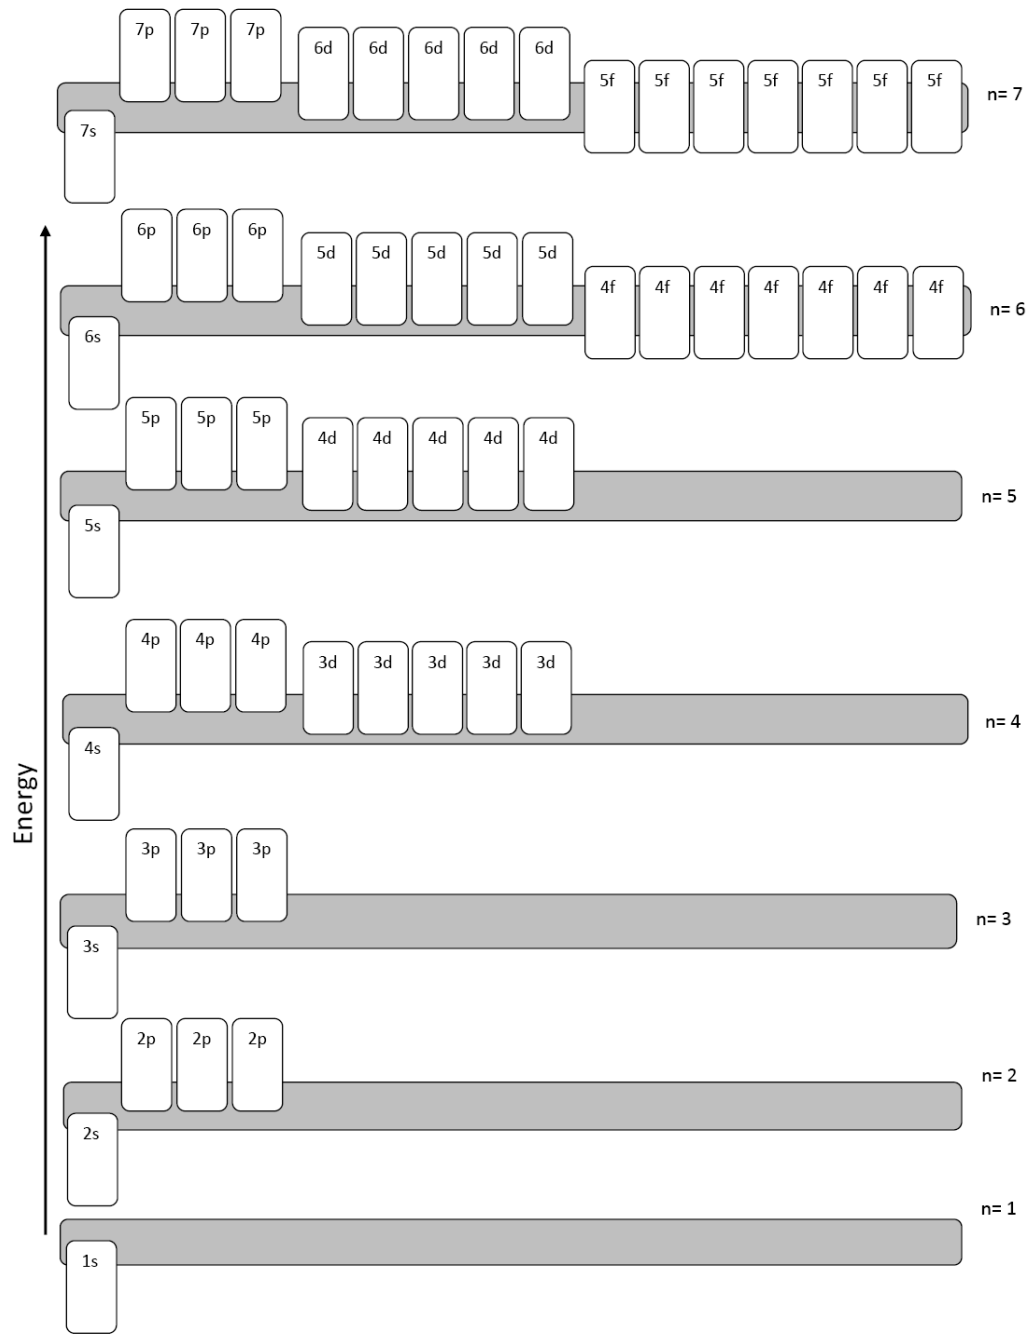 7p 7p 7p
6d 6d 6d 6d 6d
5f 5f 5f 5f 5f 5f 5f
n= 7
7s
6p 6p 6p
5d 5d 5d 5d 5d
4f 4f 4f 4f 4f 4f 4f
n= 6
6s
5p 5p 5p
4d 4d 4d 4d 4d
n= 5
5s
4p 4p 4p
3d 3d 3d 3d 3d
n= 4
4s
Energy
3p 3p 3p
n= 3
3s
2p 2p 2p
n= 2
2s
n= 1
1s